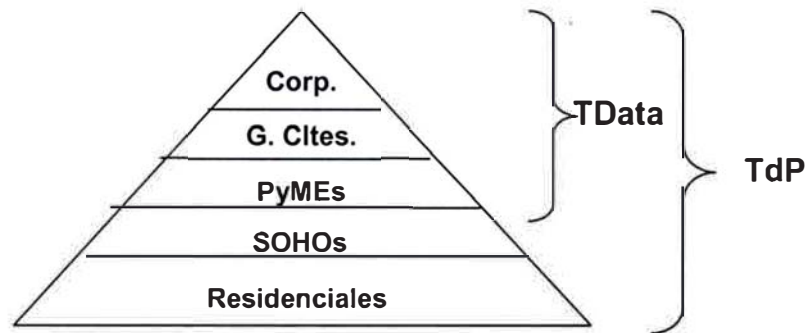 Corp.
G. Cltes.
PyMEs
SOHOs
Residenciales
TData
TdP